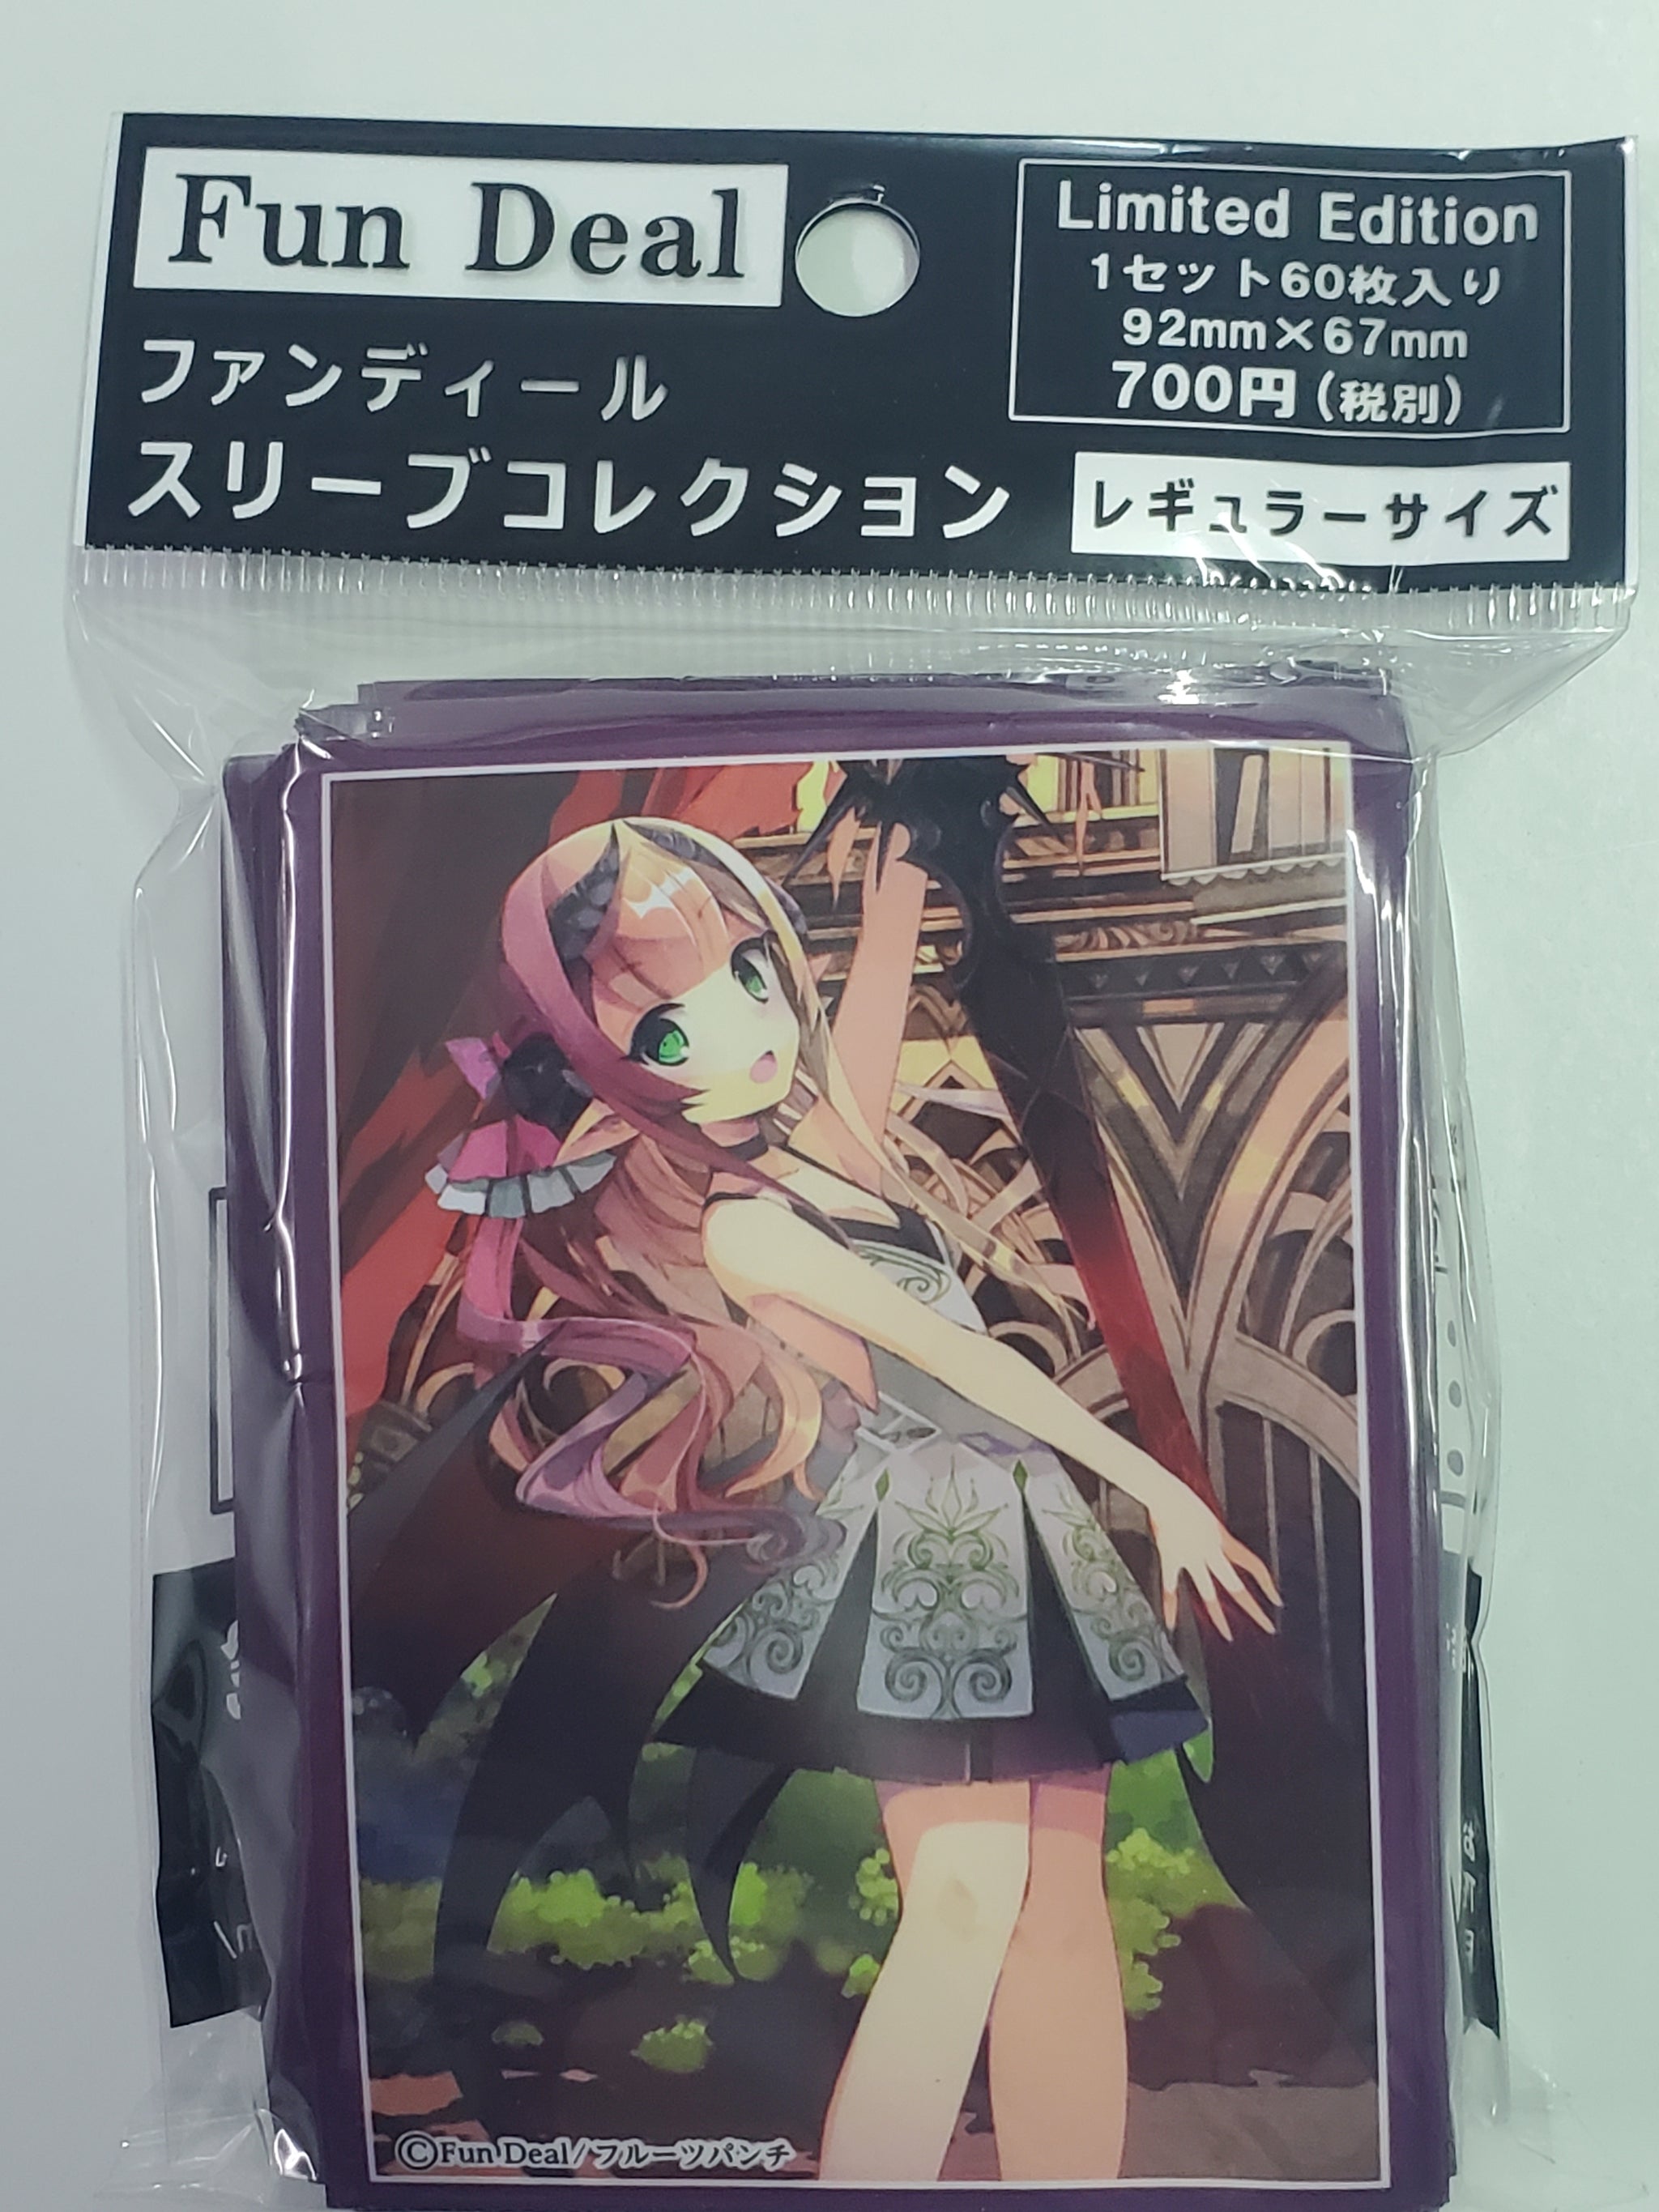 Fun Deal
ファンディール
スリーブコレクション
Limited Edition
1セット60枚入り
92mm×67mm
700円(税別)
レギュラーサイズ
©Fun Deal/フルーツパンチ